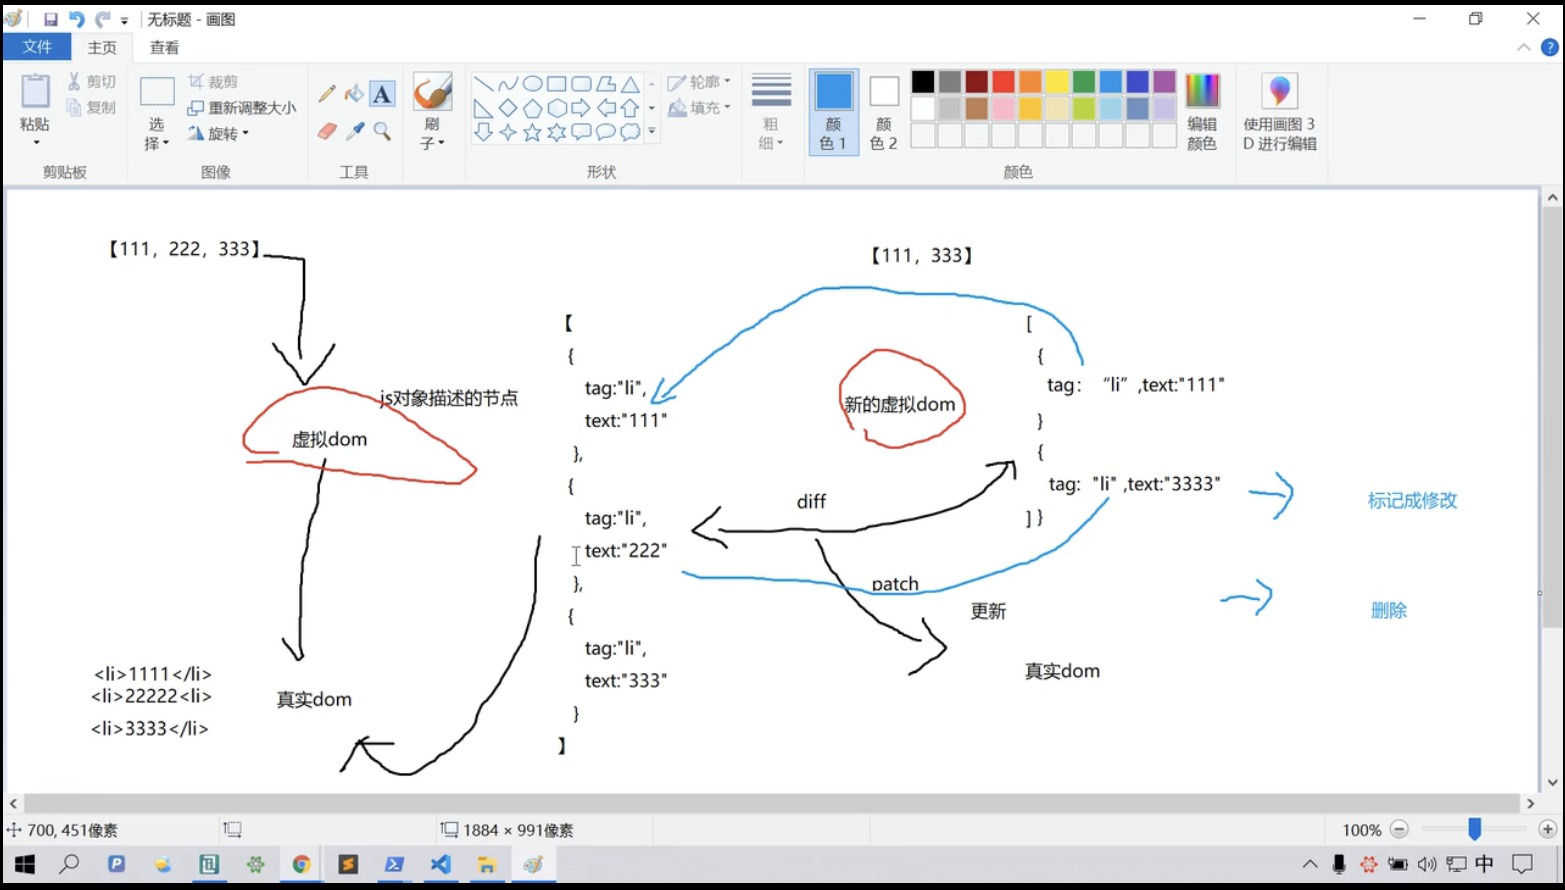 无标题 - 画图
文件
主页
查看
粘贴
剪切
复制
剪贴板
选择
裁剪
重新调整大小
旋转
图像
A
工具
刷子
轮廓
填充
形状
粗细
颜色 1
颜色 2
颜色
编辑颜色
使用画图 3D 进行编辑
【111，222，333】
js对象描述的节点
虚拟dom
真实dom
<li>1111</li>
<li>22222<li>
<li>3333</li>
【
{
tag:"li",
text:"111"
},
{
tag:"li",
text:"222"
},
{
tag:"li",
text:"333"
}
】
【111，333】
新的虚拟dom
[
{
tag： “li” ,text:"111"
}
{
tag: "li" ,text:"3333"
] }
diff
patch
更新
真实dom
标记成修改
删除
700, 451像素
1884 × 991像素
100%
中